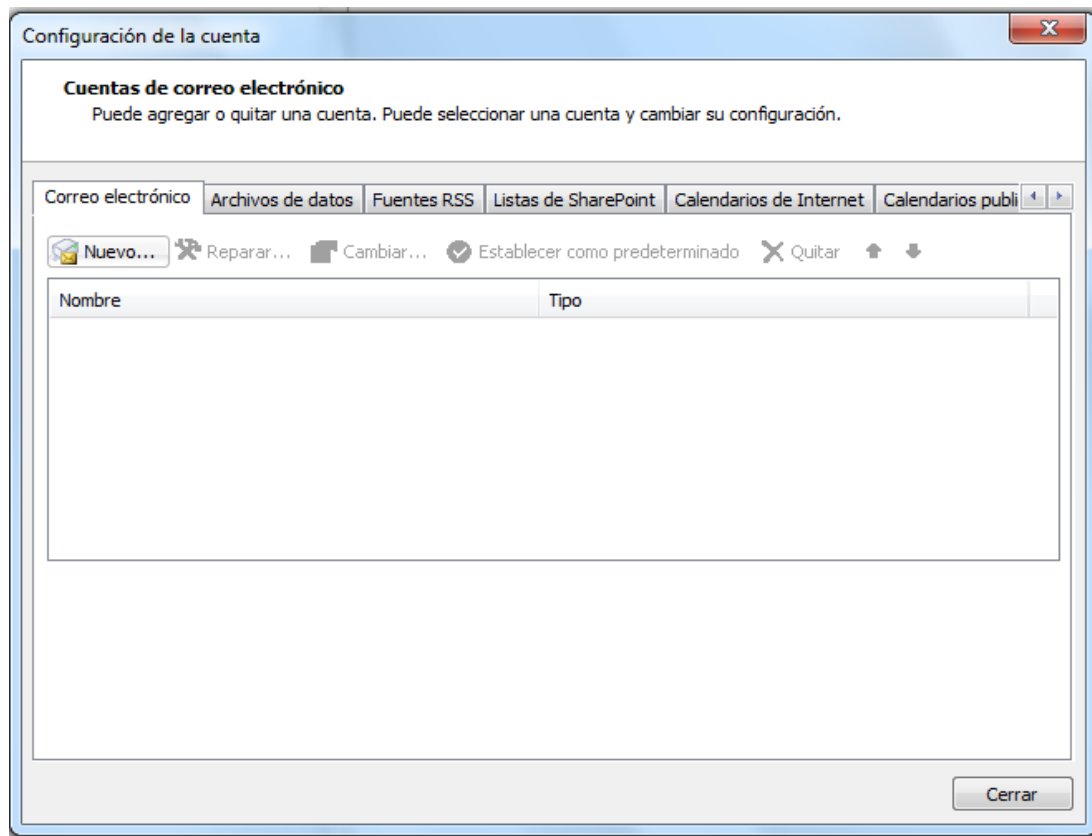 Configuración de la cuenta
Cuentas de correo electrónico
Puede agregar o quitar una cuenta. Puede seleccionar una cuenta y cambiar su configuración.
Correo electrónico Archivos de datos Fuentes RSS Listas de SharePoint Calendarios de Internet Calendarios publi
Nuevo... Reparar... Cambiar... Establecer como predeterminado Quitar
Nombre Tipo
Cerrar